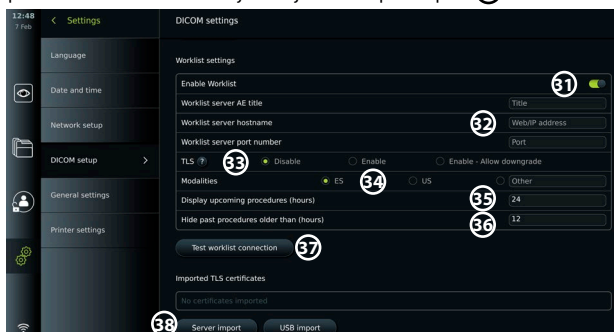 12:48
7 Feb
Settings
DICOM settings
Language
Date and time
Network setup
DICOM setup
General settings
Printer settings
Worklist settings
Enable Worklist 31
Worklist server AE title Title
Worklist server hostname 32 Web/IP address
Worklist server port number Port
TLS ? 33 Disable Enable Enable - Allow downgrade
Modalities ES 34 US Other
Display upcoming procedures (hours) 35 24
Hide past procedures older than (hours) 36 12
Test worklist connection 37
Imported TLS certificates
No certificates imported
38 Server import USB import